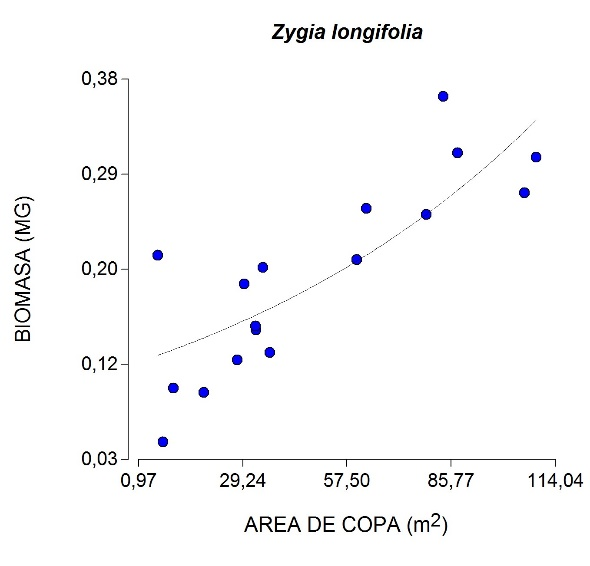 Zygia longifolia
0,38
0,29
0,20
0,12
0,03
BIOMASA (MG)
0,97 29,24 57,50 85,77 114,04
AREA DE COPA (m²)